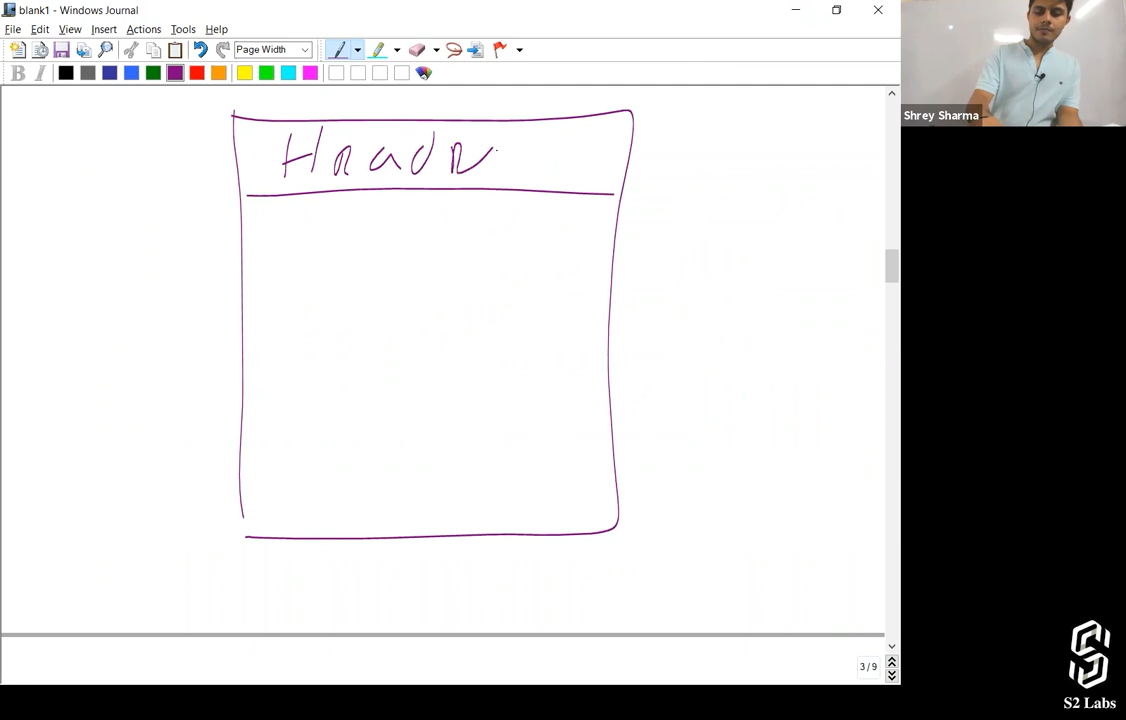 blank1 - Windows Journal
File Edit View Insert Actions Tools Help
Page Width
B I
Header
Shrey Sharma
3 / 9
S2 Labs